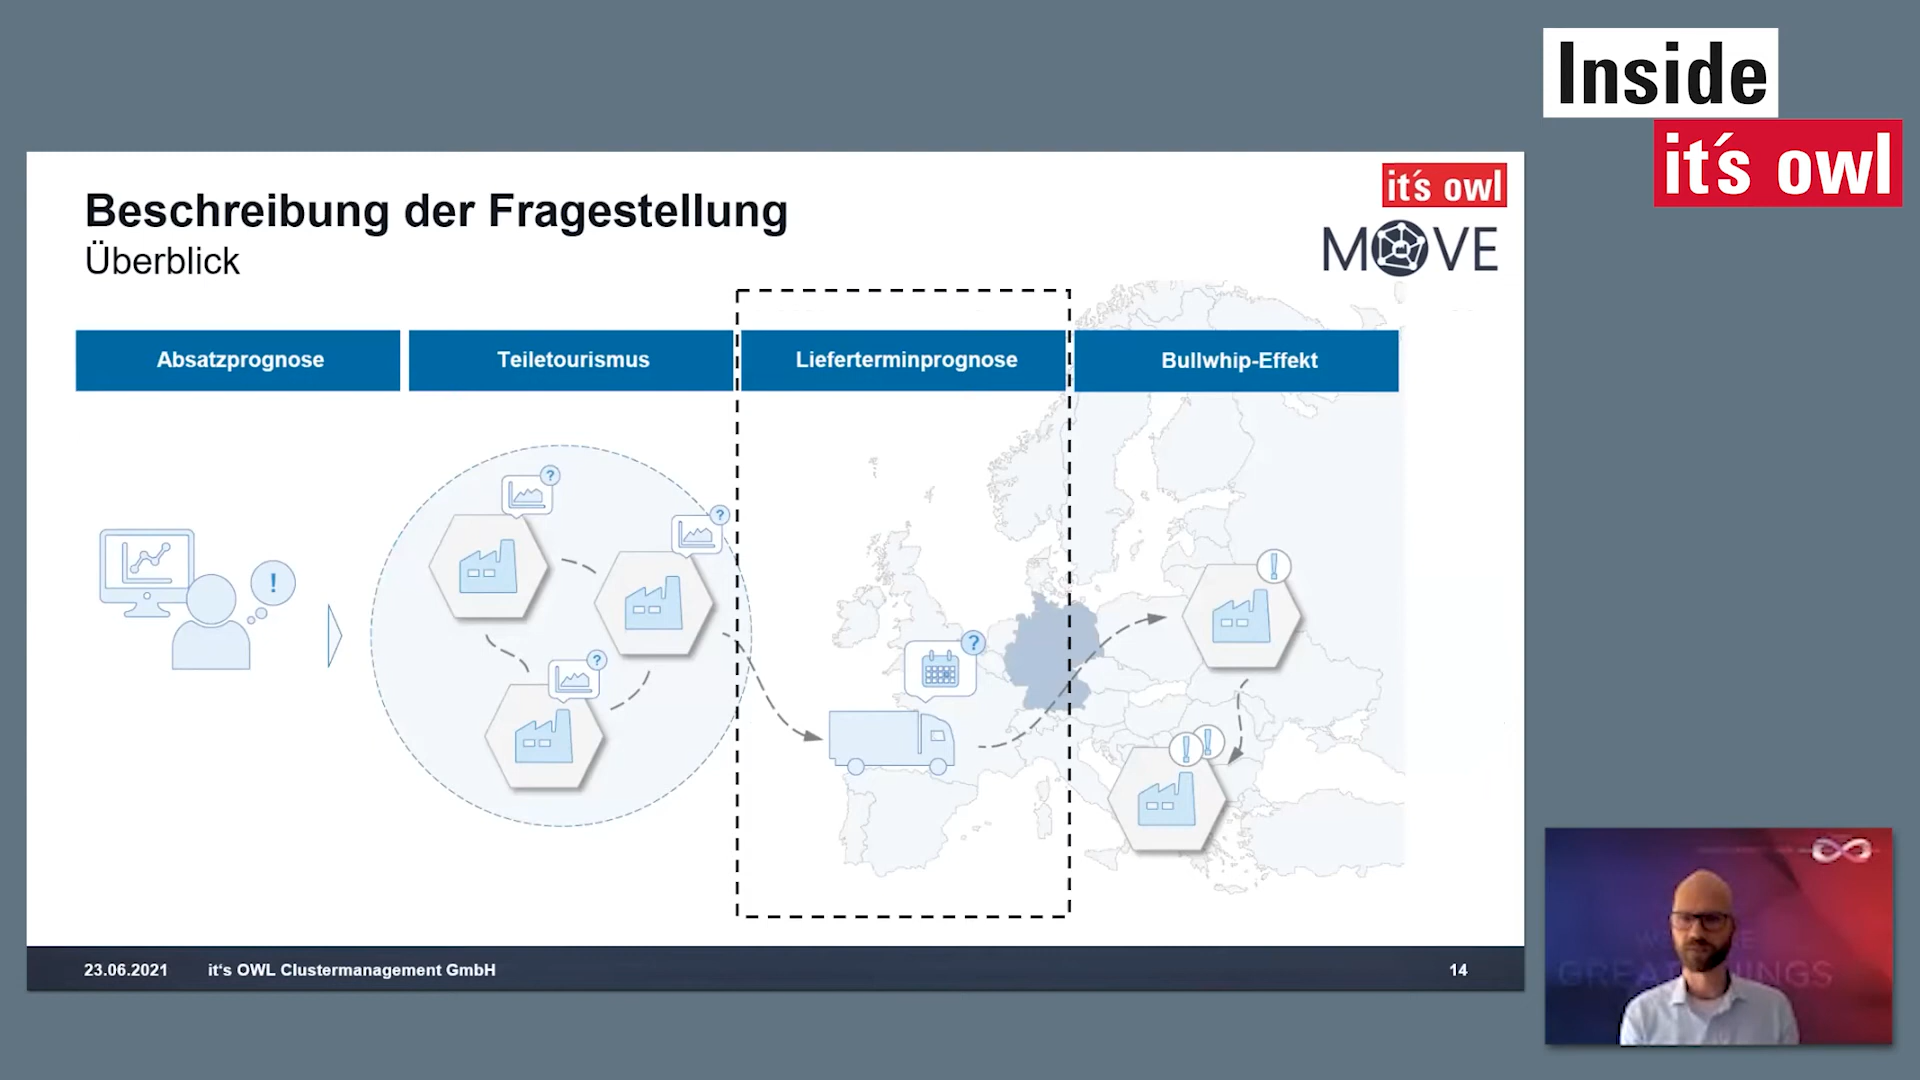 Inside
it's owl
Beschreibung der Fragestellung
Überblick
it's owl
MOVE
Absatzprognose
Teiletourismus
Lieferterminprognose
Bullwhip-Effekt
?
?
!
?
?
!
! !
23.06.2021 it's OWL Clustermanagement GmbH 14